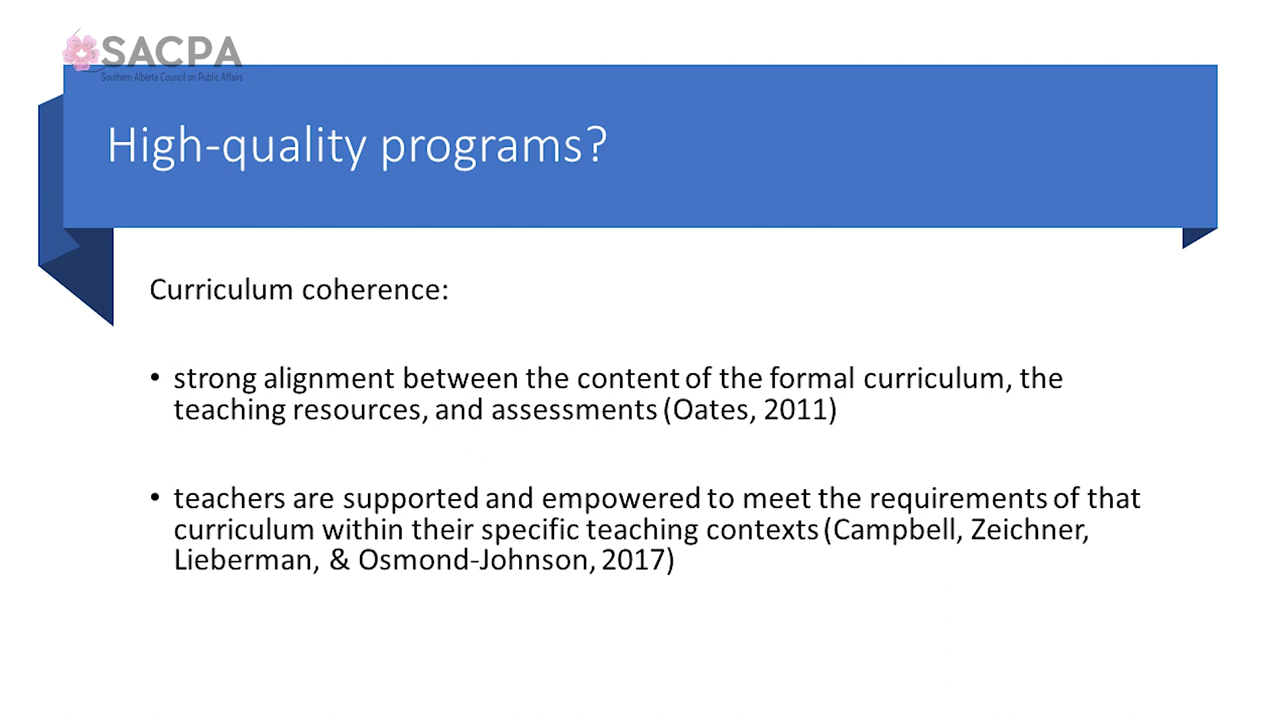 SACPA
Southern Alberta Council on Public Affairs
High-quality programs?
Curriculum coherence:
• strong alignment between the content of the formal curriculum, the
teaching resources, and assessments (Oates, 2011)
• teachers are supported and empowered to meet the requirements of that
curriculum within their specific teaching contexts (Campbell, Zeichner,
Lieberman, & Osmond-Johnson, 2017)